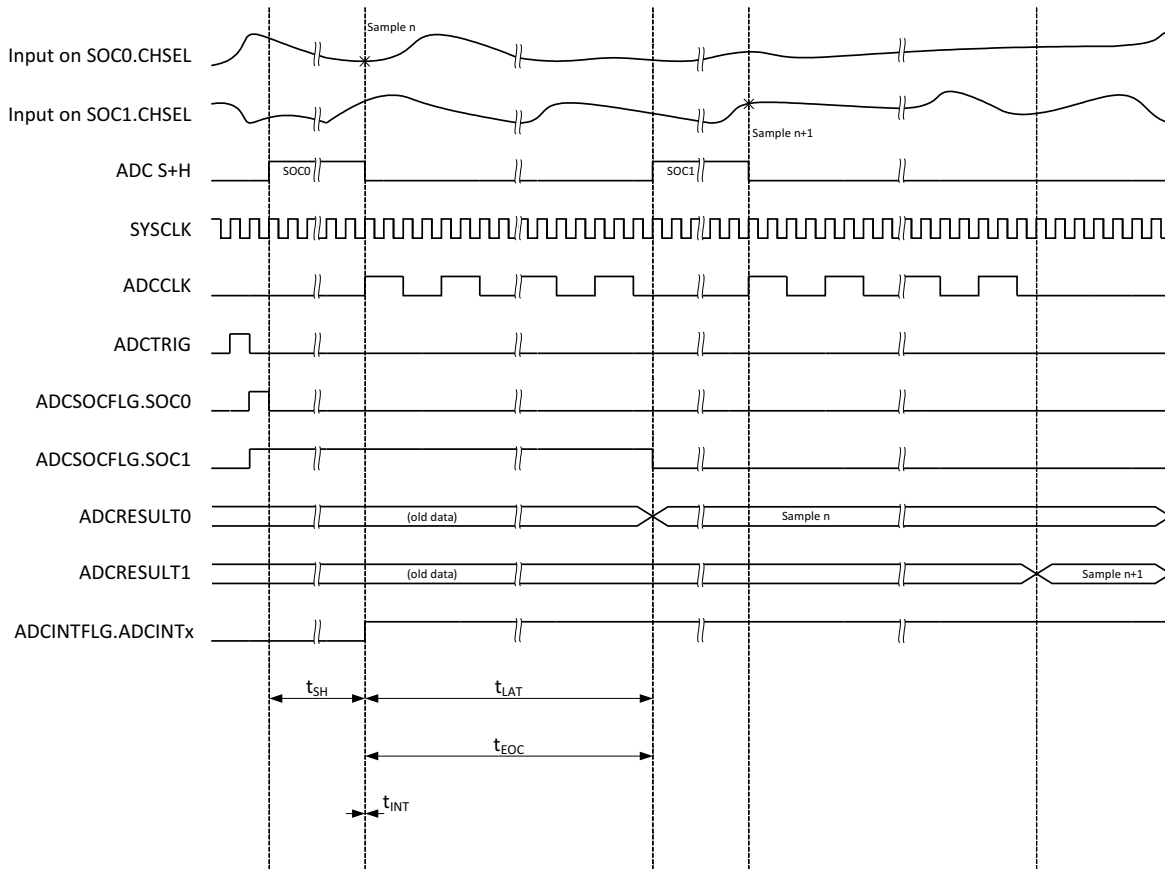 Sample n
Input on SOC0.CHSEL
Input on SOC1.CHSEL
Sample n+1
ADC S+H
SOC0
SOC1
SYSCLK
ADCCLK
ADCTRIG
ADCSOCFLG.SOC0
ADCSOCFLG.SOC1
ADCRESULT0
(old data)
Sample n
ADCRESULT1
(old data)
Sample n+1
ADCINTFLG.ADCINTx
tSH
tLAT
tEOC
tINT